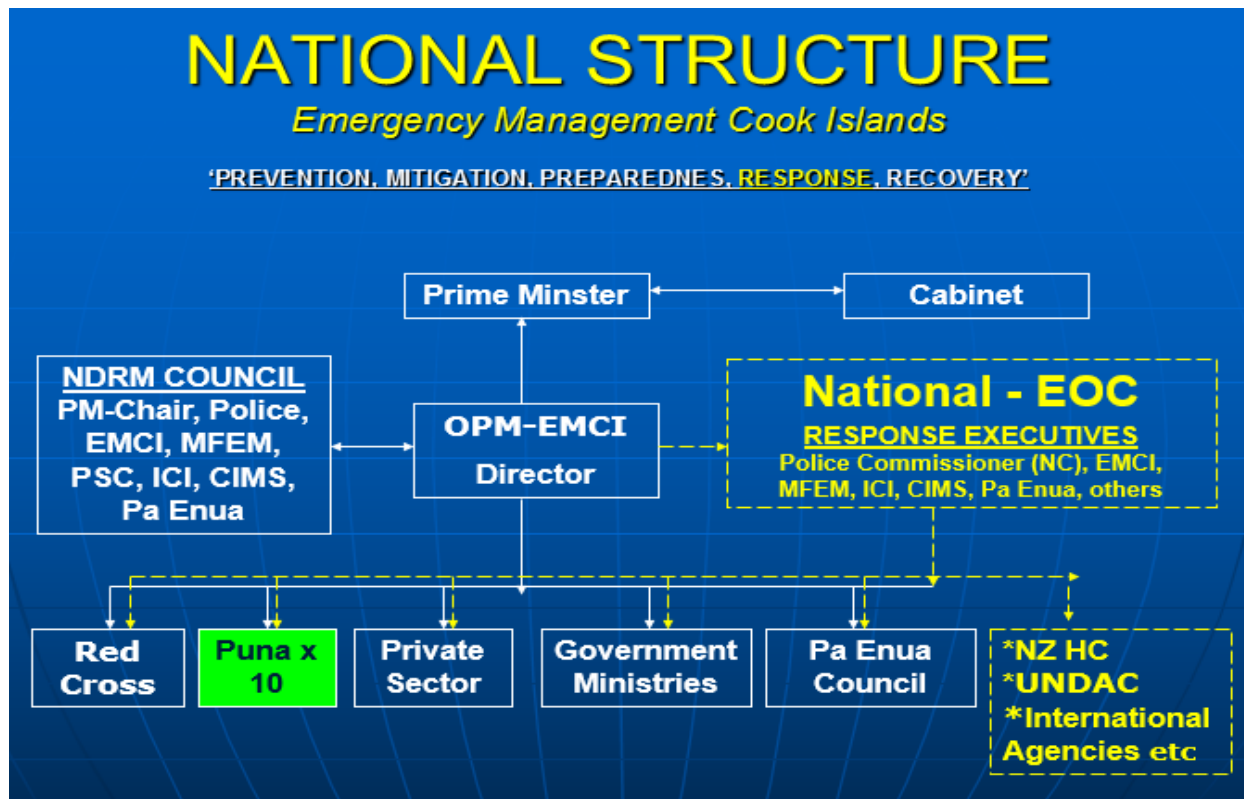 NATIONAL STRUCTURE
Emergency Management Cook Islands
‘PREVENTION, MITIGATION, PREPAREDNES, RESPONSE, RECOVERY’
Prime Minster
Cabinet
NDRM COUNCIL
PM-Chair, Police,
EMCI, MFEM,
PSC, ICI, CIMS,
Pa Enua
OPM-EMCI
Director
National - EOC
RESPONSE EXECUTIVES
Police Commissioner (NC), EMCI,
MFEM, ICI, CIMS, Pa Enua, others
Red
Cross
Puna x
10
Private
Sector
Government
Ministries
Pa Enua
Council
*NZ HC
*UNDAC
*International
Agencies etc